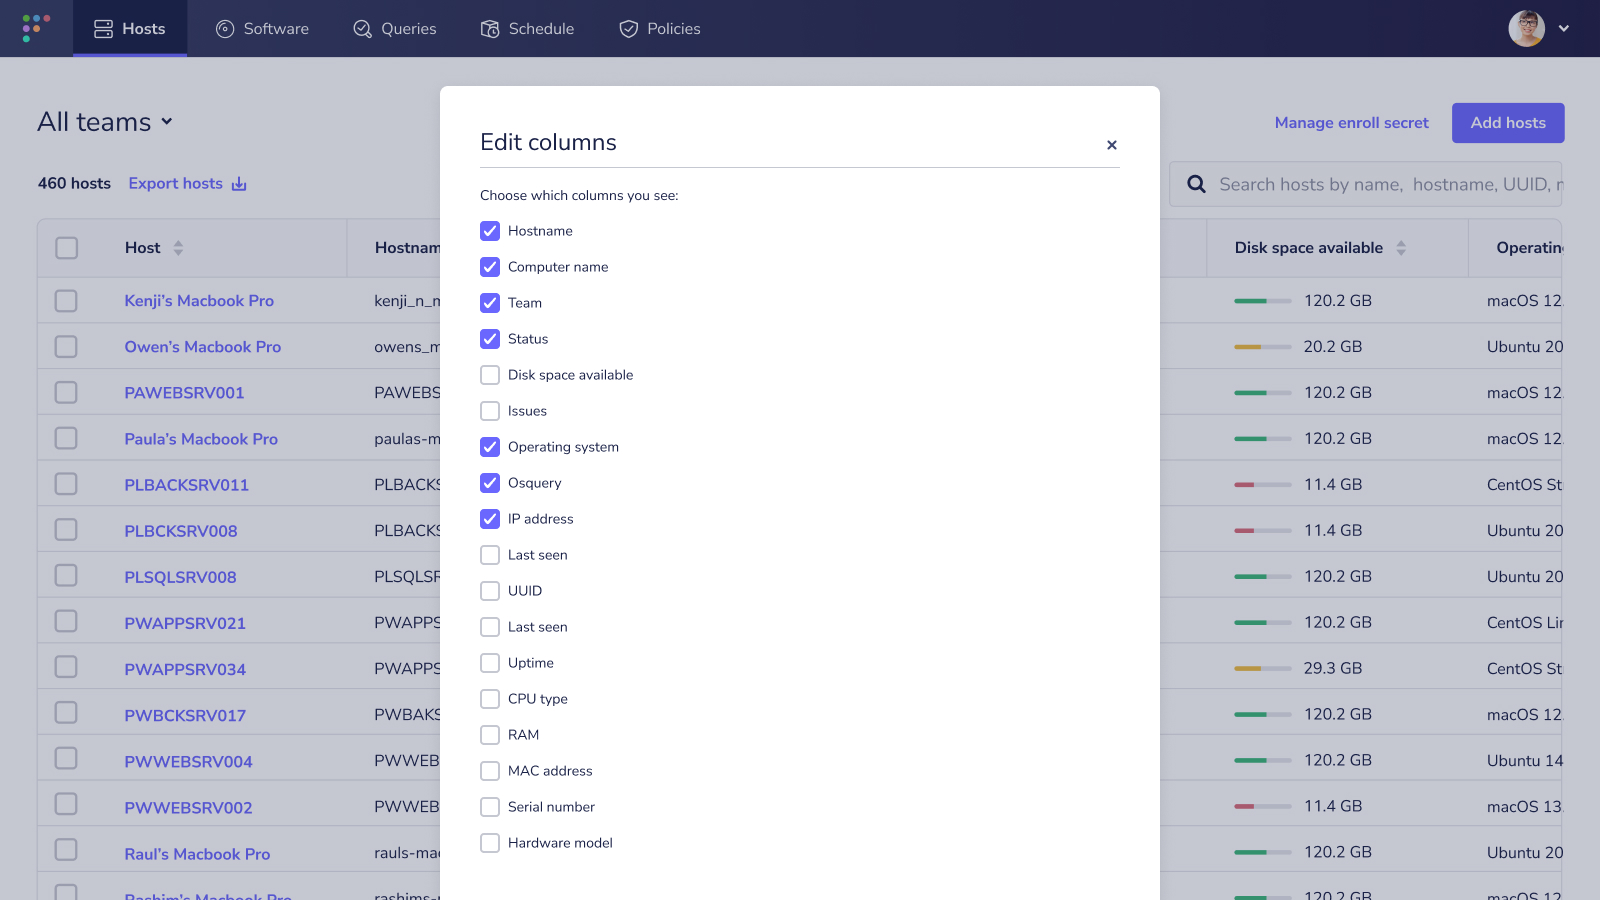 Hosts
Software
Queries
Schedule
Policies
All teams
Manage enroll secret
Add hosts
460 hosts
Export hosts
Search hosts by name, hostname, UUID,
Edit columns
Choose which columns you see:
Hostname
Computer name
Team
Status
Disk space available
Issues
Operating system
Osquery
IP address
Last seen
UUID
Last seen
Uptime
CPU type
RAM
MAC address
Serial number
Hardware model
Host Hostnam Disk space available Operatin
Kenji's Macbook Pro kenji_n_m 120.2 GB macOS 12.
Owen's Macbook Pro owens_m 20.2 GB Ubuntu 20
PAWEBSRV001 PAWEBS 120.2 GB macOS 12.
Paula's Macbook Pro paulas-m 120.2 GB macOS 12.
PLBACKSRV011 PLBACKS 11.4 GB CentOS St
PLBCKSRV008 PLBACKS 11.4 GB Ubuntu 20
PLSQLSRV008 PLSQLSR 120.2 GB Ubuntu 20
PWAPPSRV021 PWAPPS 120.2 GB CentOS Lin
PWAPPSRV034 PWAPPS 29.3 GB CentOS St
PWBCKSRV017 PWBAKS 120.2 GB macOS 12.
PWWEBSRV004 PWWEB 120.2 GB Ubuntu 14
PWWEBSRV002 PWWEB 11.4 GB macOS 13.
Raul's Macbook Pro rauls-mac 120.2 GB Ubuntu 20
Rashim's Macbook Pro rashims- 120.2 GB macOS 12.